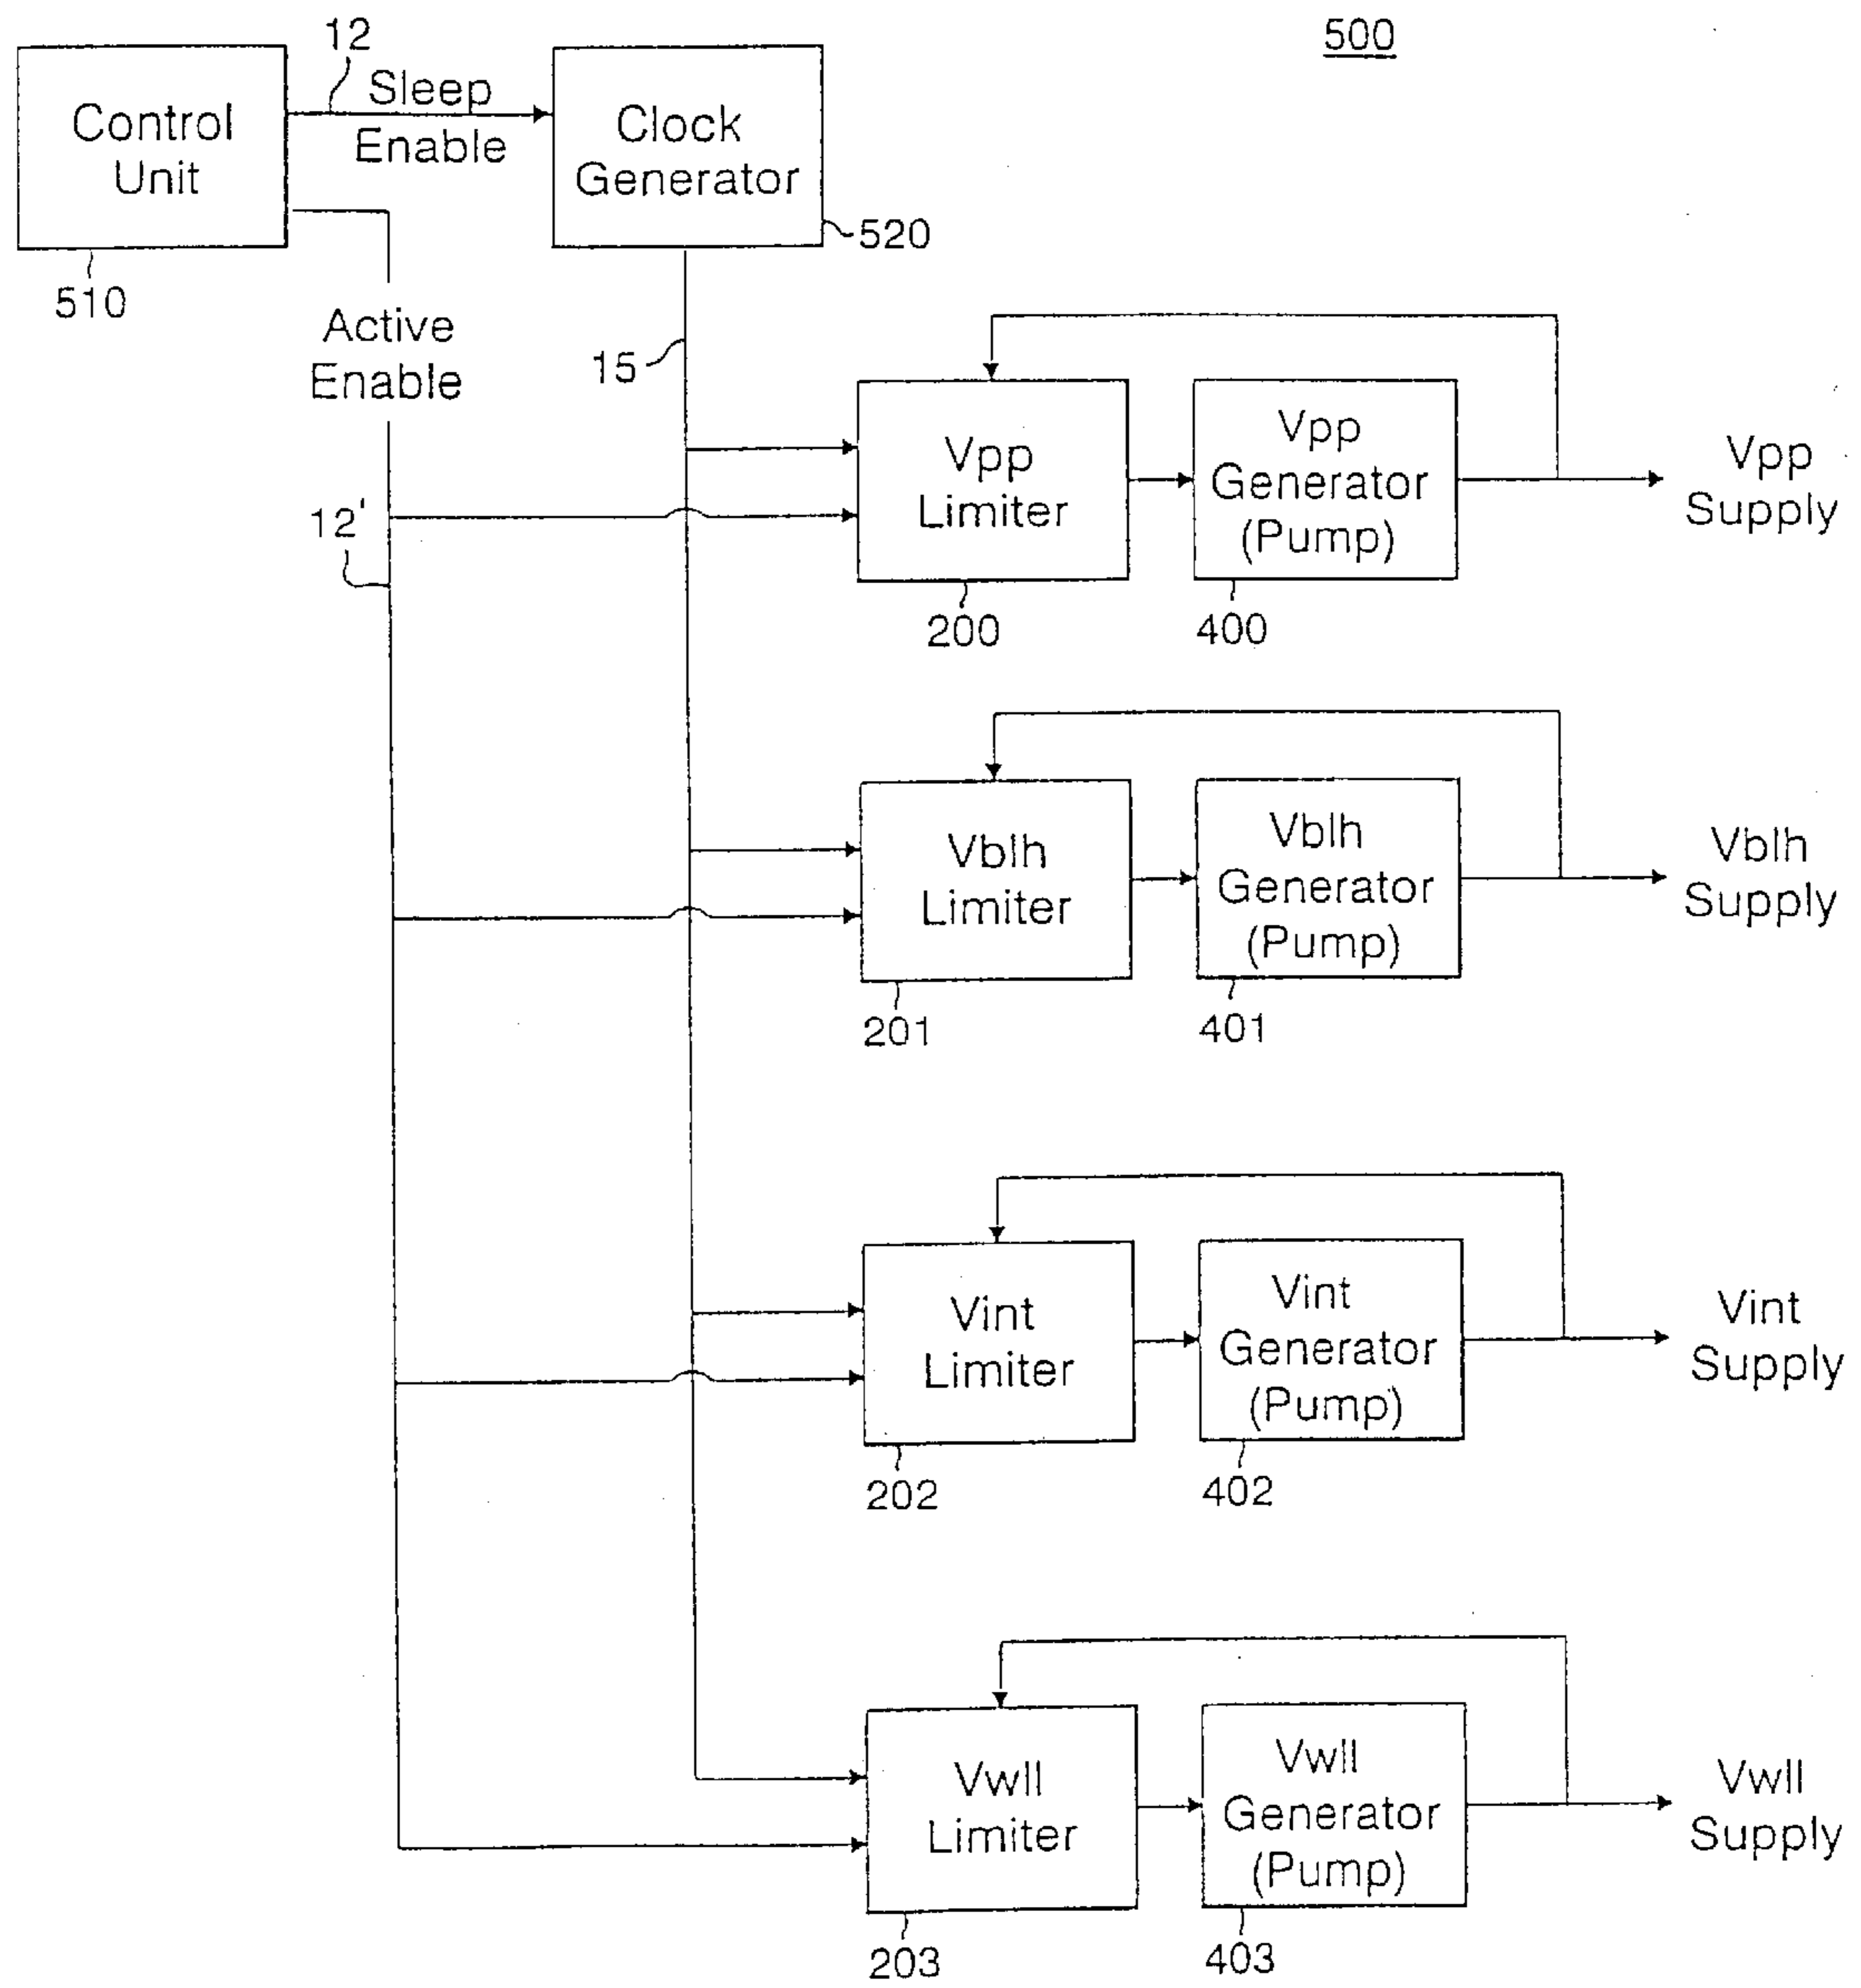 500
12
Sleep
Enable
Control
Unit
Clock
Generator
510
520
Active
Enable
15
12'
Vpp
Limiter
Vpp
Generator
(Pump)
Vpp
Supply
200
400
Vblh
Limiter
Vblh
Generator
(Pump)
Vblh
Supply
201
401
Vint
Limiter
Vint
Generator
(Pump)
Vint
Supply
202
402
Vwll
Limiter
Vwll
Generator
(Pump)
Vwll
Supply
203
403